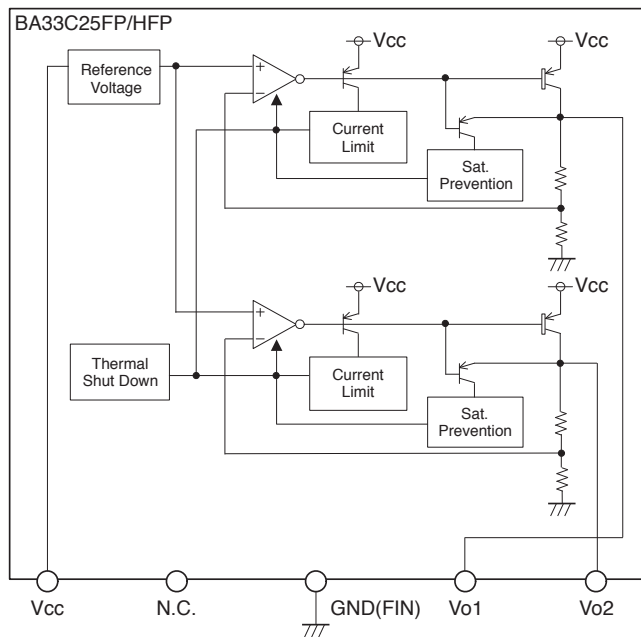 BA33C25FP/HFP
Vcc
Vcc
Reference
Voltage
+
−
Current
Limit
Sat.
Prevention
Vcc
Vcc
+
−
Thermal
Shut Down
Current
Limit
Sat.
Prevention
Vcc
N.C.
GND(FIN)
Vo1
Vo2